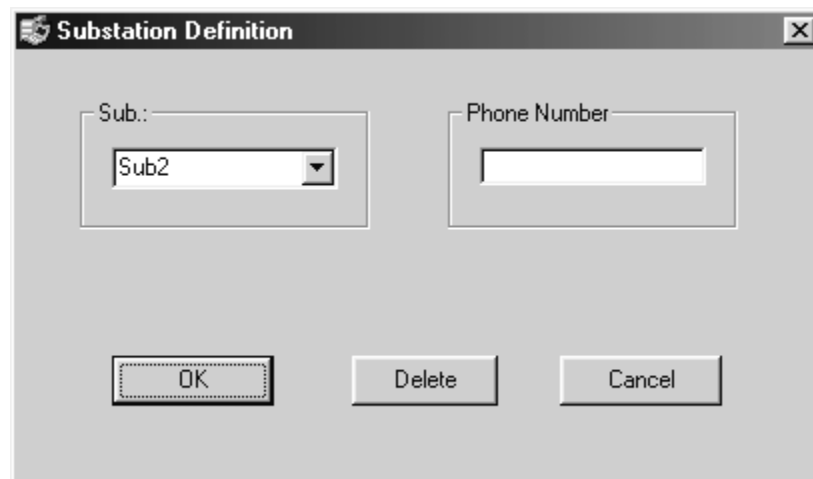 Substation Definition
Sub.:
Phone Number
Sub2
OK
Delete
Cancel